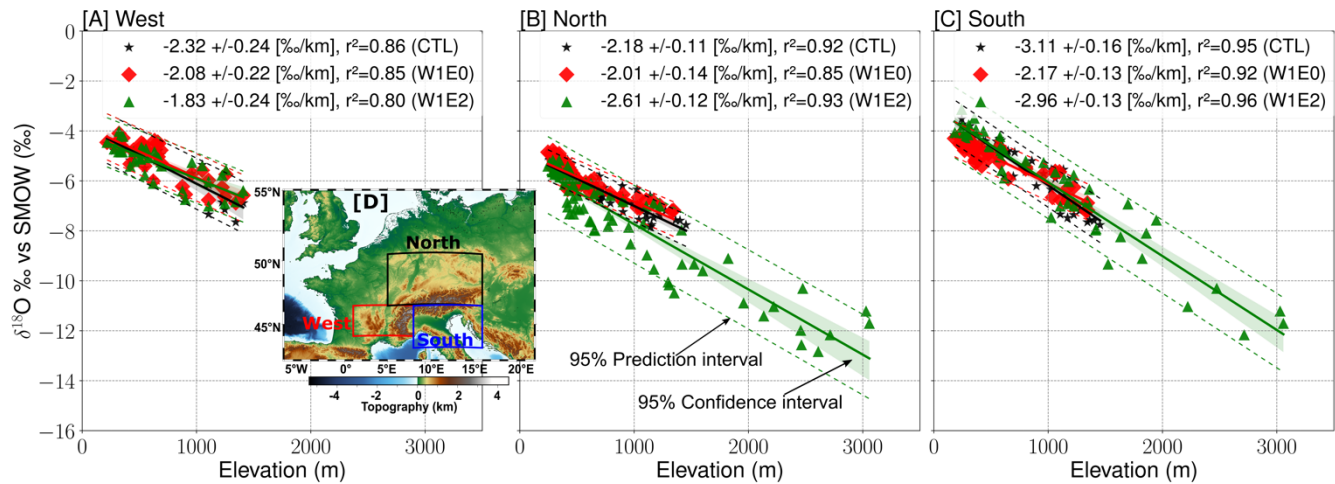 [A] West
-2.32 +/-0.24 [‰/km], r²=0.86 (CTL)
-2.08 +/-0.22 [‰/km], r²=0.85 (W1E0)
-1.83 +/-0.24 [‰/km], r²=0.80 (W1E2)
[B] North
-2.18 +/-0.11 [‰/km], r²=0.92 (CTL)
-2.01 +/-0.14 [‰/km], r²=0.85 (W1E0)
-2.61 +/-0.12 [‰/km], r²=0.93 (W1E2)
[C] South
-3.11 +/-0.16 [‰/km], r²=0.95 (CTL)
-2.17 +/-0.13 [‰/km], r²=0.92 (W1E0)
-2.96 +/-0.13 [‰/km], r²=0.96 (W1E2)
δ¹⁸O ‰ vs SMOW (‰)
0
−2
−4
−6
−8
−10
−12
−14
−16
[D]
55°N
50°N
45°N
North
West
South
5°W 0° 5°E 10°E 15°E 20°E
-4 -2 0 2 4
Topography (km)
95% Prediction interval
95% Confidence interval
0 1000 2000 3000
Elevation (m)
0 1000 2000 3000
Elevation (m)
0 1000 2000 3000
Elevation (m)